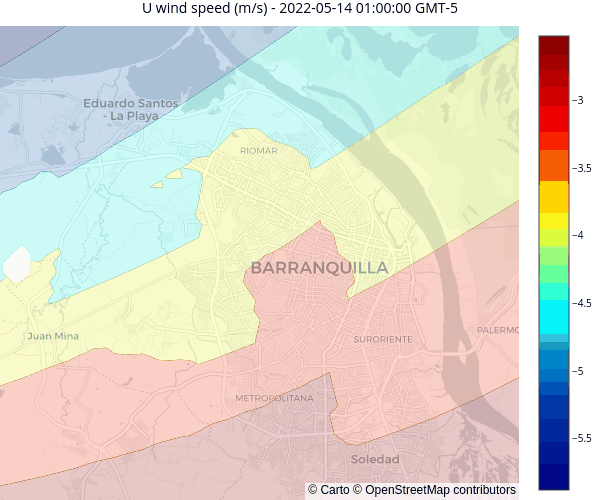 U wind speed (m/s) - 2022-05-14 01:00:00 GMT-5
Eduardo Santos
- La Playa
RIOMAR
BARRANQUILLA
Juan Mina
SURORIENTE
PALERMO
METROPOLITANA
Soledad
−3
−3.5
−4
−4.5
−5
−5.5
© Carto © OpenStreetMap contributors